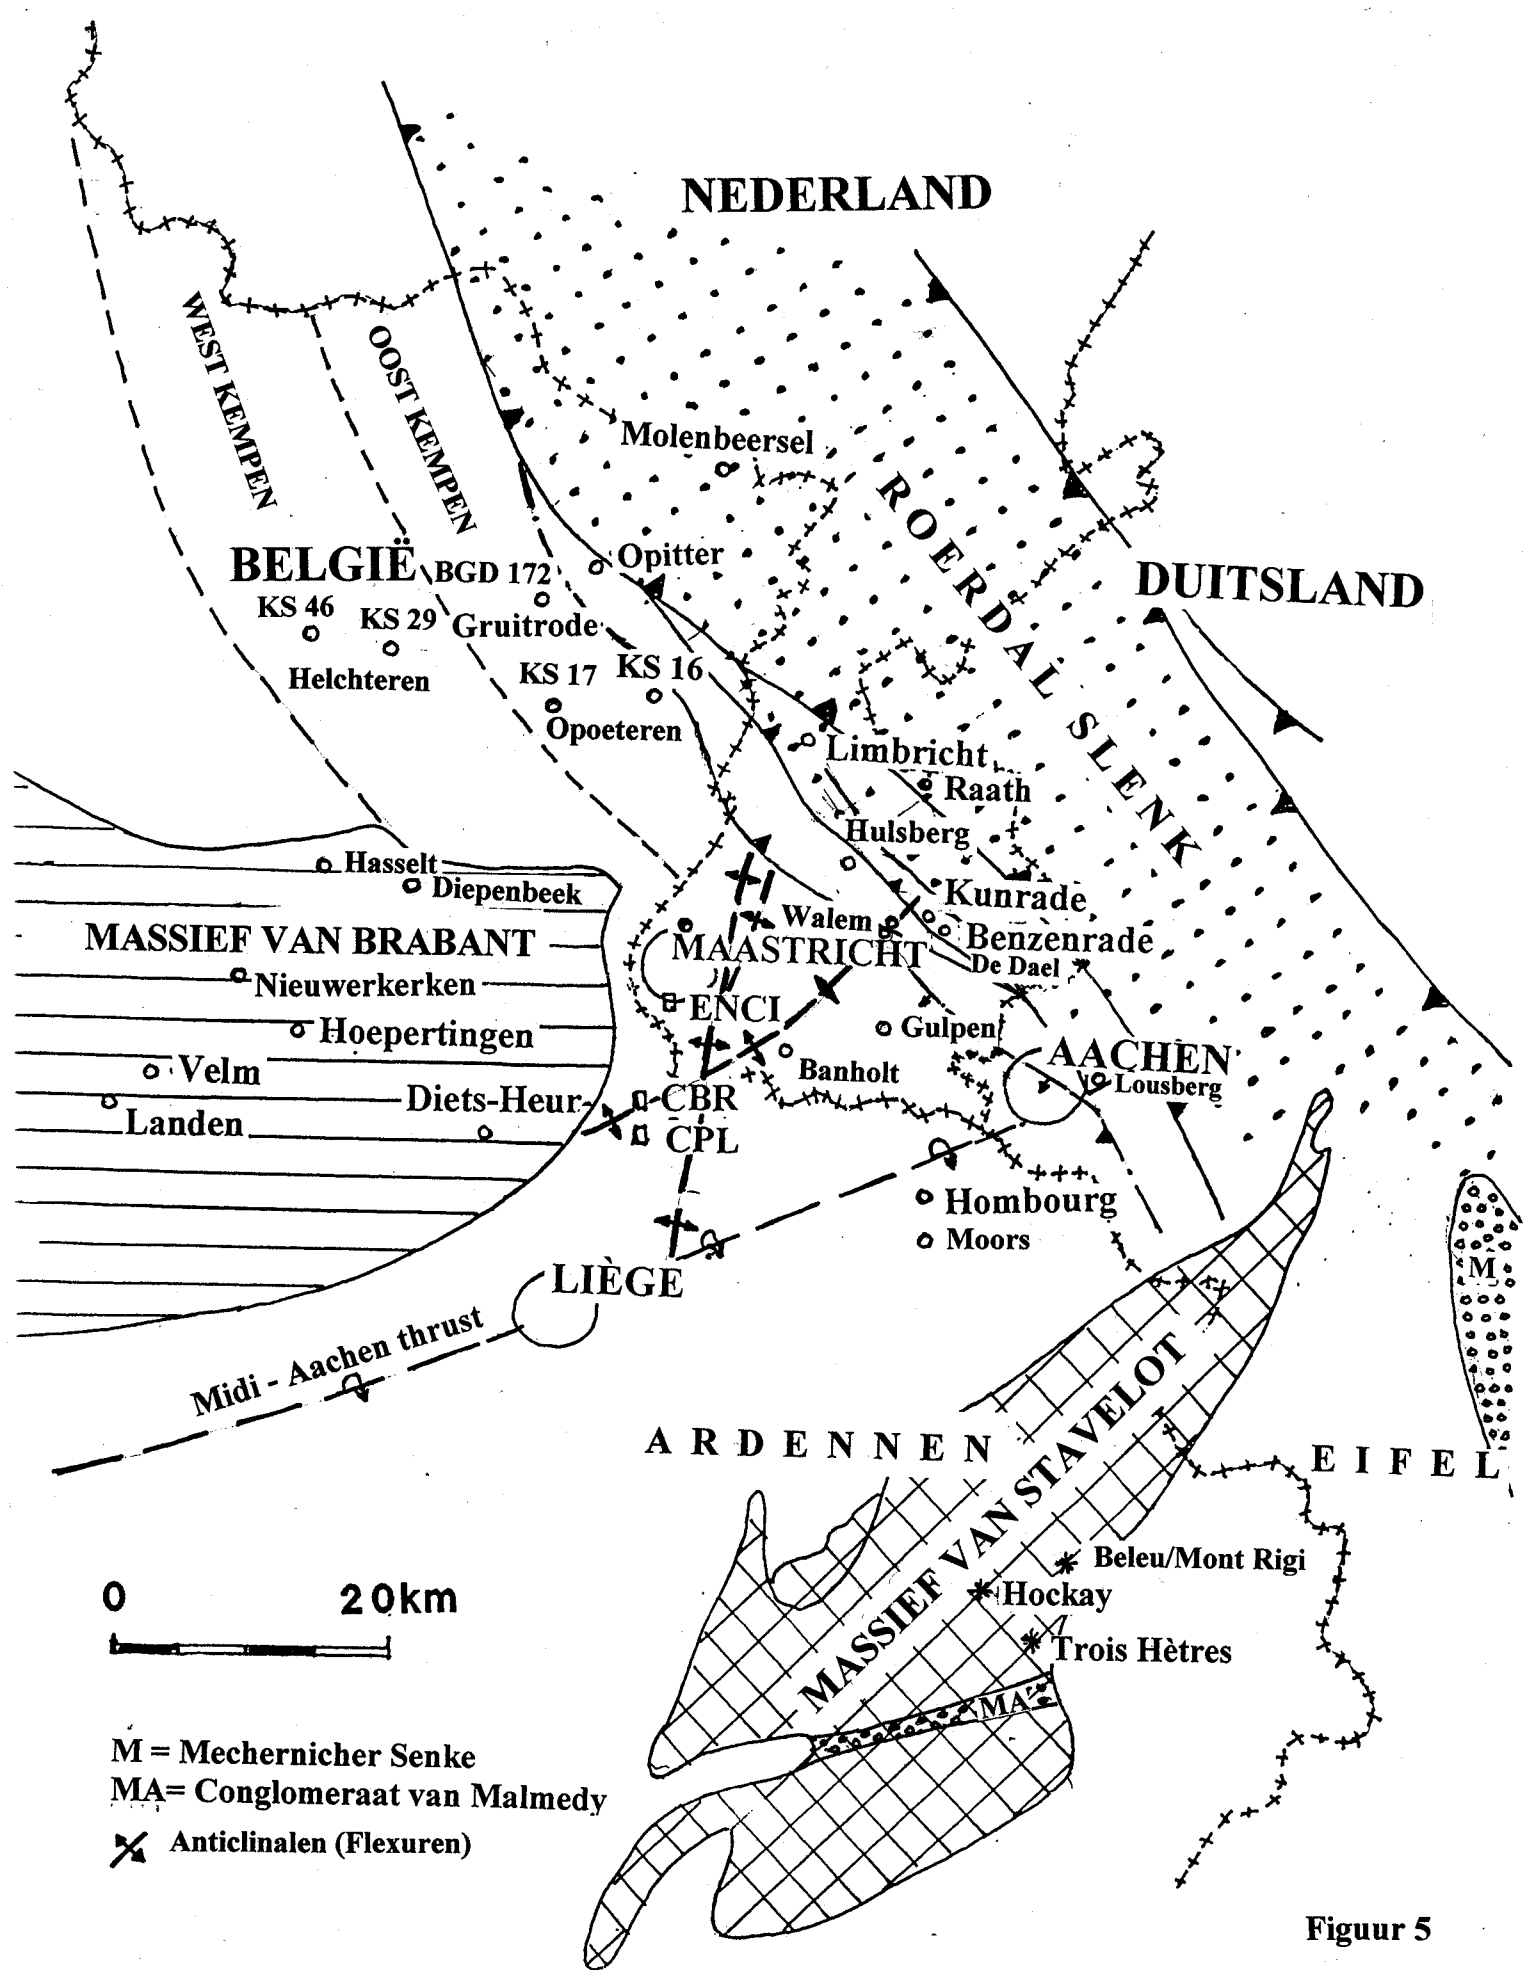 NEDERLAND
WEST KEMPEN
OOST KEMPEN
Molenbeersel
ROERDAL SLENK
BELGIË
BGD 172
Opitter
DUITSLAND
KS 46
KS 29
Gruitrode
Helchteren
KS 17
KS 16
Opoeteren
Limbricht
Raath
Hulsberg
Hasselt
Diepenbeek
Kunrade
Walem
MASSIEF VAN BRABANT
MAASTRICHT
Benzenrade
De Dael
Nieuwerkerken
ENCI
Hoepertingen
Gulpen
AACHEN
Velm
Banholt
Lousberg
Diets-Heur
CBR
Landen
CPL
Hombourg
Moors
LIÈGE
M
Midi - Aachen thrust
ARDENNEN
EIFEL
MASSIEF VAN STAVELOT
Beleu/Mont Rigi
Hockay
0 20km
Trois Hètres
MA
M = Mechernicher Senke
MA= Conglomeraat van Malmedy
Anticlinalen (Flexuren)
Figuur 5